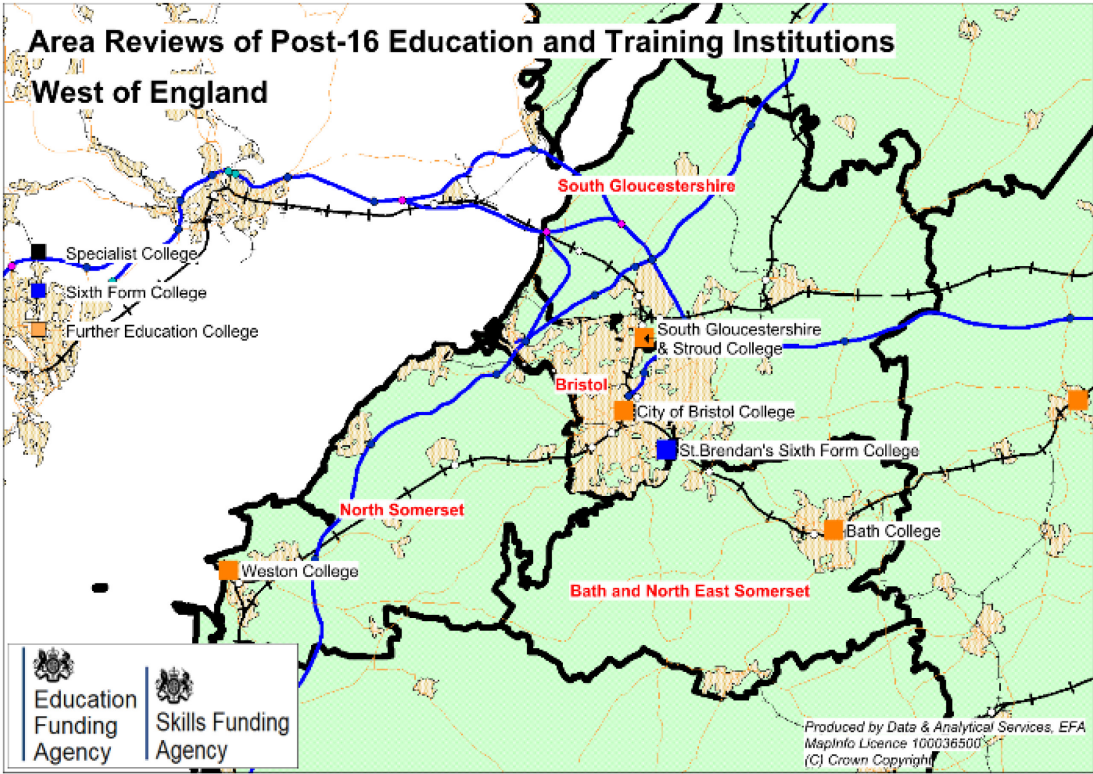 Area Reviews of Post-16 Education and Training Institutions
West of England
South Gloucestershire
Specialist College
Sixth Form College
Further Education College
South Gloucestershire
& Stroud College
Bristol
City of Bristol College
St.Brendan's Sixth Form College
North Somerset
Bath College
Weston College
Bath and North East Somerset
Education
Funding
Agency
Skills Funding
Agency
Produced by Data & Analytical Services, EFA
MapInfo Licence 100036500
(C) Crown Copyright